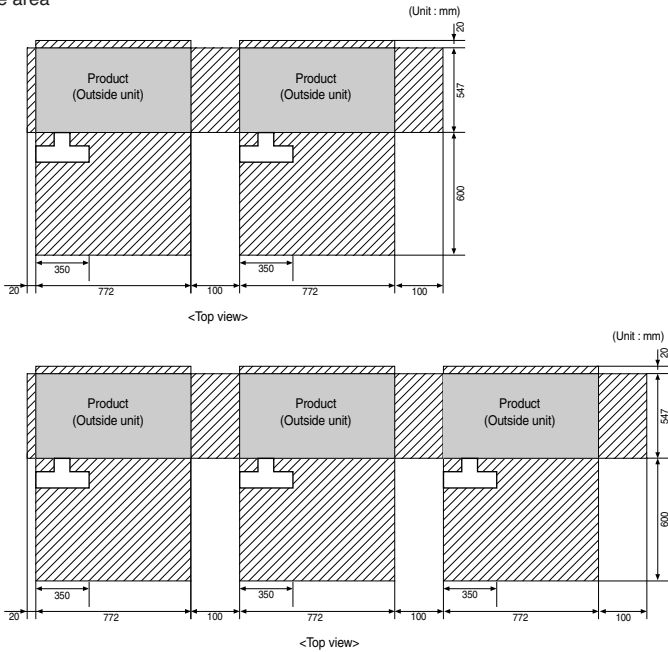 e area
(Unit : mm)
20
Product
(Outside unit)
Product
(Outside unit)
547
600
350
350
20
772
100
772
100
<Top view>
(Unit : mm)
20
Product
(Outside unit)
Product
(Outside unit)
Product
(Outside unit)
547
600
350
350
350
20
772
100
772
100
772
100
<Top view>